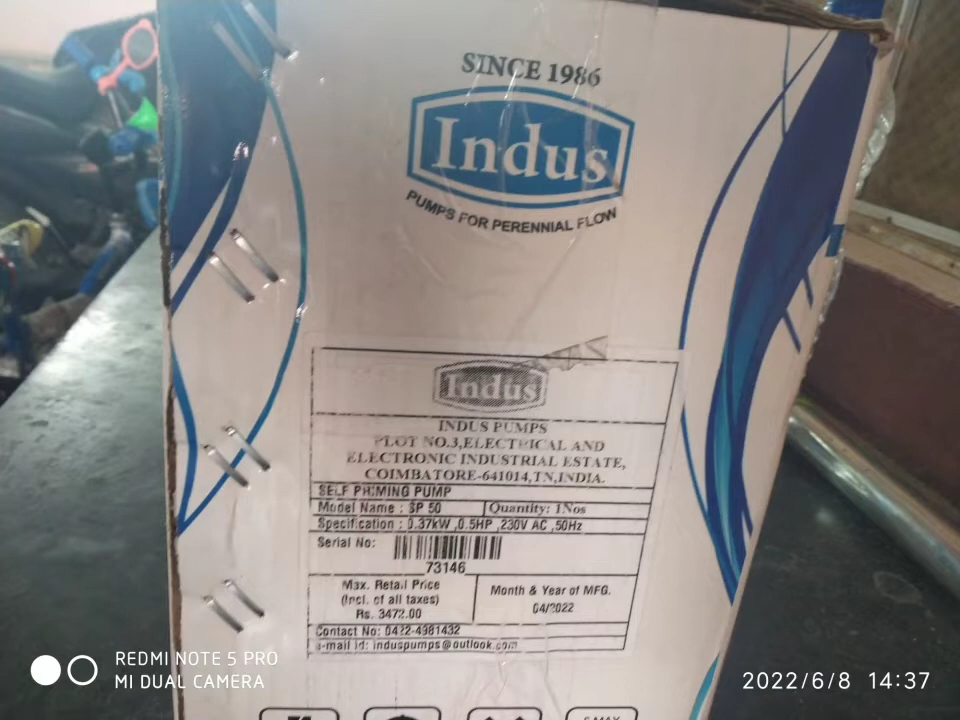 SINCE 1986
Indus
PUMPS FOR PERENNIAL FLOW
Indus
INDUS PUMPS
PLOT NO.3,ELECTRICAL AND
ELECTRONIC INDUSTRIAL ESTATE,
COIMBATORE-641014,TN,INDIA.
SELF PRIMING PUMP
Model Name : SP 50 Quantity: 1Nos
Specification : 0.37kW ,0.5HP ,230V AC ,50Hz
Serial No:
73146
Max. Retail Price
(Incl. of all taxes)
Rs. 3472.00
Month & Year of MFG.
04/2022
Contact No: 0422-4981432
e-mail id: induspumps@outlook.com
REDMI NOTE 5 PRO
MI DUAL CAMERA
2022/6/8 14:37